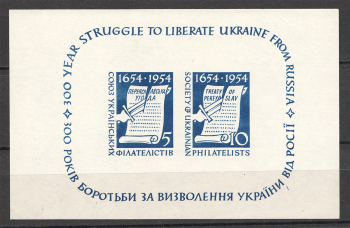 300 YEAR STRUGGLE TO LIBERATE UKRAINE FROM RUSSIA
1654-1954
СОЮЗ УКРАЇНСЬКИХ
УГОДА
5
ФІЛАТЕЛІСТІВ
1654-1954
SOCIETY of UKRAINIAN
TREATY OF
PEREYASLAV
10
PHILATELISTS
300 РОКІВ БОРОТЬБИ ЗА ВИЗВОЛЕННЯ УКРАЇНИ ВІД РОСІЇ